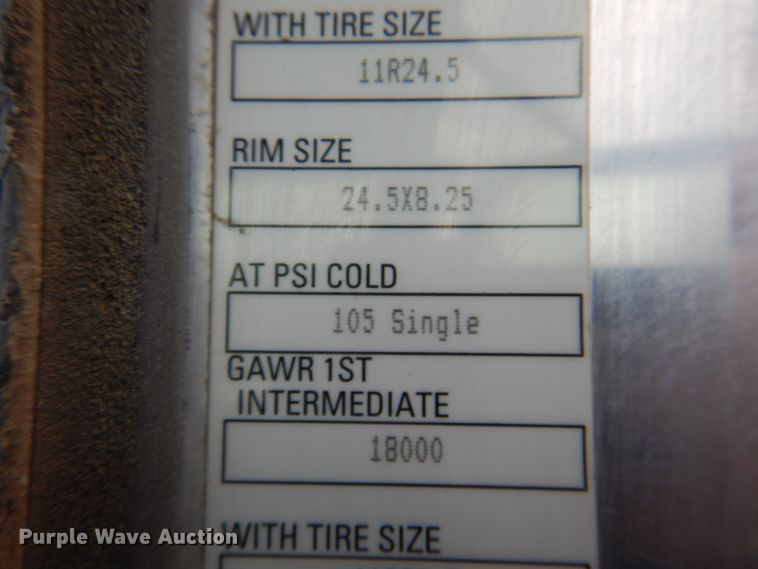 WITH TIRE SIZE
11R24.5
RIM SIZE
24.5X8.25
AT PSI COLD
105 Single
GAWR 1ST
INTERMEDIATE
18000
WITH TIRE SIZE
Purple Wave Auction